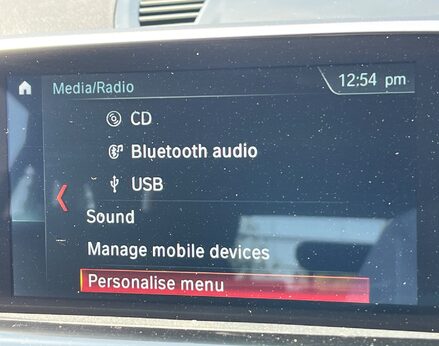 Media/Radio
12:54 pm
CD
Bluetooth audio
USB
Sound
Manage mobile devices
Personalise menu